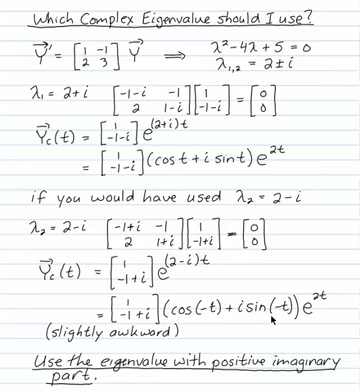 Which Complex Eigenvalue should I use?
Y' = [1 -1; 2 3] Y ⟹ λ² - 4λ + 5 = 0
λ₁,₂ = 2 ± i
λ₁ = 2 + i [-1-i -1; 2 1-i] [1; -1-i] = [0; 0]
Y_c(t) = [1; -1-i] e^((2+i)t)
= [1; -1-i] (cos t + i sin t) e^(2t)
if you would have used λ₂ = 2 - i
λ₂ = 2 - i [-1+i -1; 2 1+i] [1; -1+i] = [0; 0]
Y_c(t) = [1; -1+i] e^((2-i)t)
= [1; -1+i] (cos(-t) + i sin(-t)) e^(2t)
(slightly awkward)
Use the eigenvalue with positive imaginary
part.